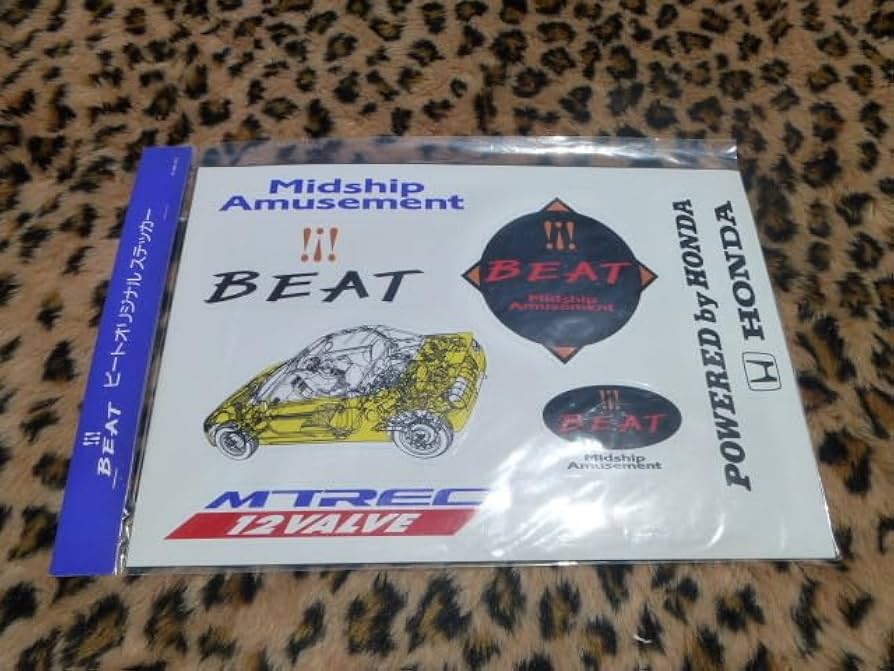 BEAT ビートオリジナルステッカー
Midship
Amusement
BEAT
BEAT
Midship
Amusement
BEAT
Midship
Amusement
MTREC
12VALVE
POWERED by HONDA
HONDA